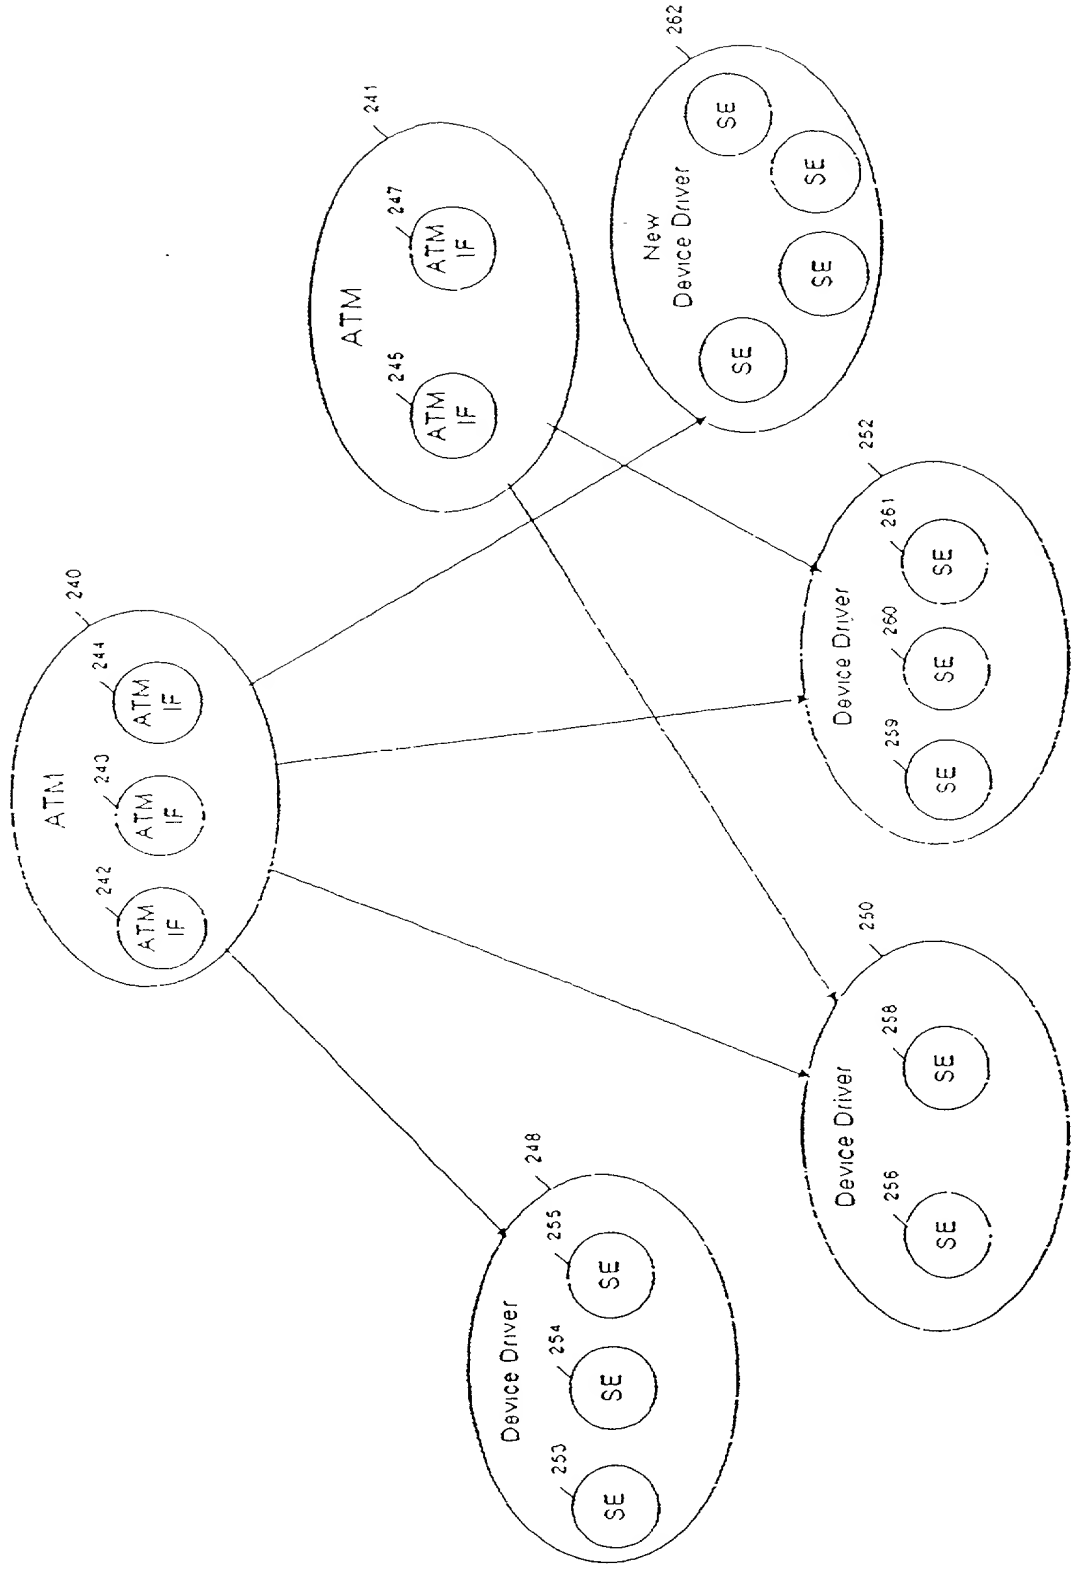 240
ATM
242
ATM
IF
243
ATM
IF
244
ATM
IF
241
ATM
245
ATM
IF
247
ATM
IF
248
Device Driver
253
SE
254
SE
255
SE
250
Device Driver
256
SE
258
SE
252
Device Driver
259
SE
260
SE
261
SE
262
New
Device Driver
SE
SE
SE
SE